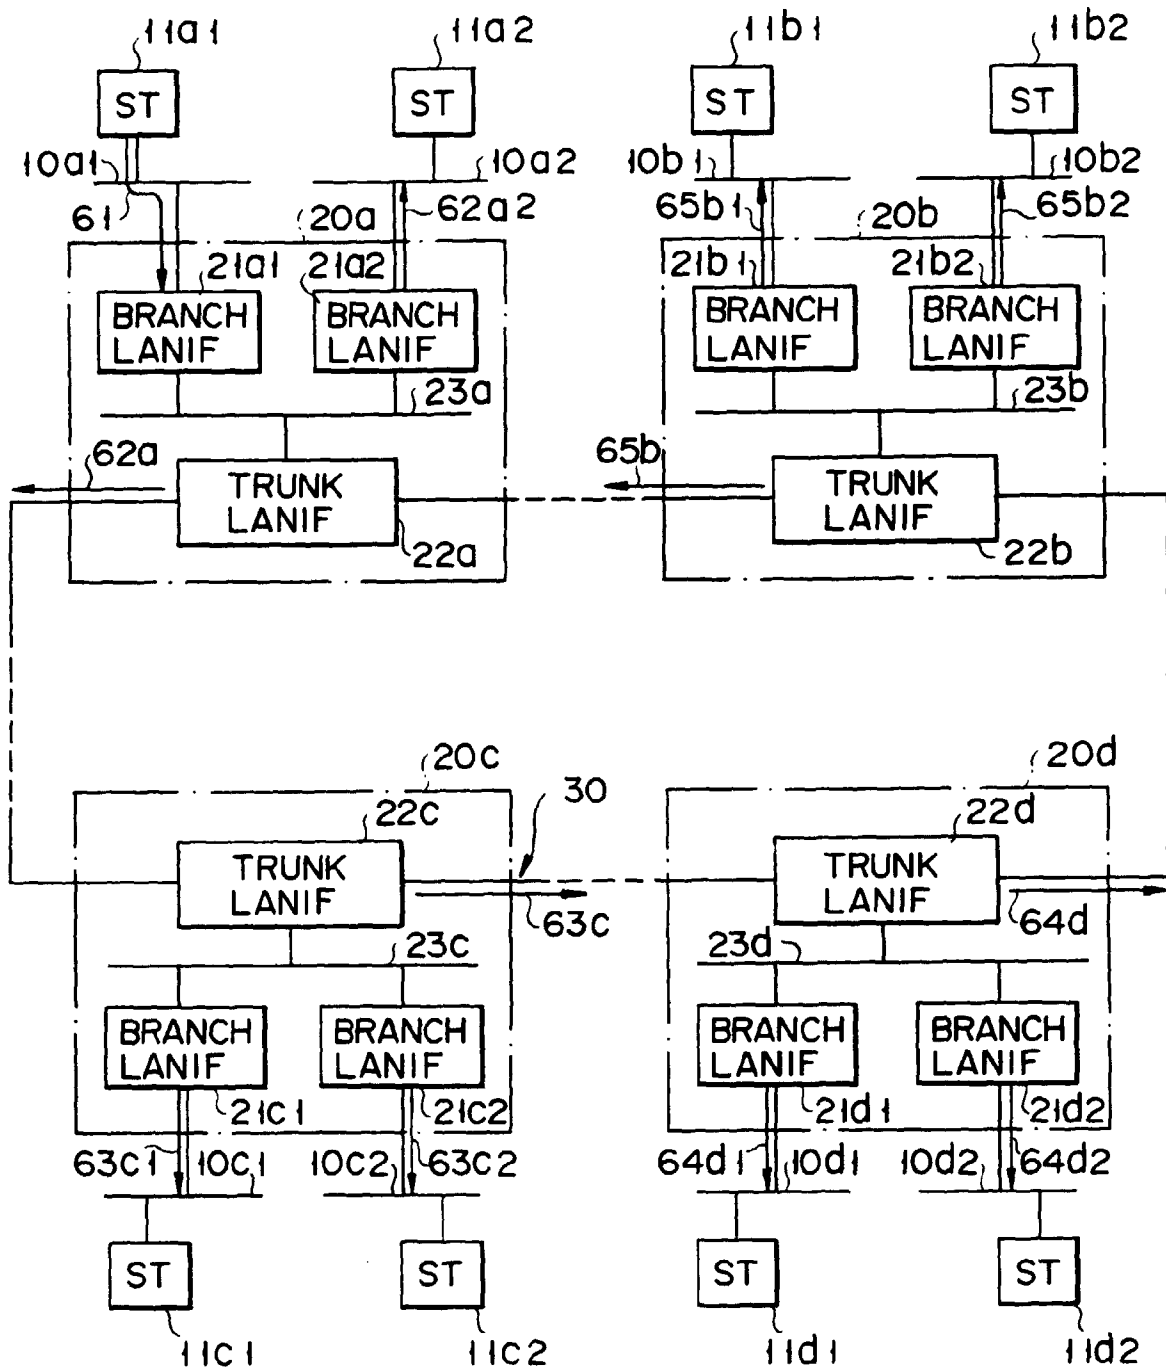 11a1
11a2
11b1
11b2
ST
ST
ST
ST
10a1
10a2
10b1
10b2
61
62a2
65b1
65b2
20a
20b
21a1
21a2
21b1
21b2
BRANCH
LANIF
BRANCH
LANIF
BRANCH
LANIF
BRANCH
LANIF
23a
23b
62a
65b
TRUNK
LANIF
TRUNK
LANIF
22a
22b
20c
20d
30
22c
22d
TRUNK
LANIF
TRUNK
LANIF
63c
64d
23c
23d
BRANCH
LANIF
BRANCH
LANIF
BRANCH
LANIF
BRANCH
LANIF
21c1
21c2
21d1
21d2
63c1
10c1
10c2
63c2
64d1
10d1
10d2
64d2
ST
ST
ST
ST
11c1
11c2
11d1
11d2